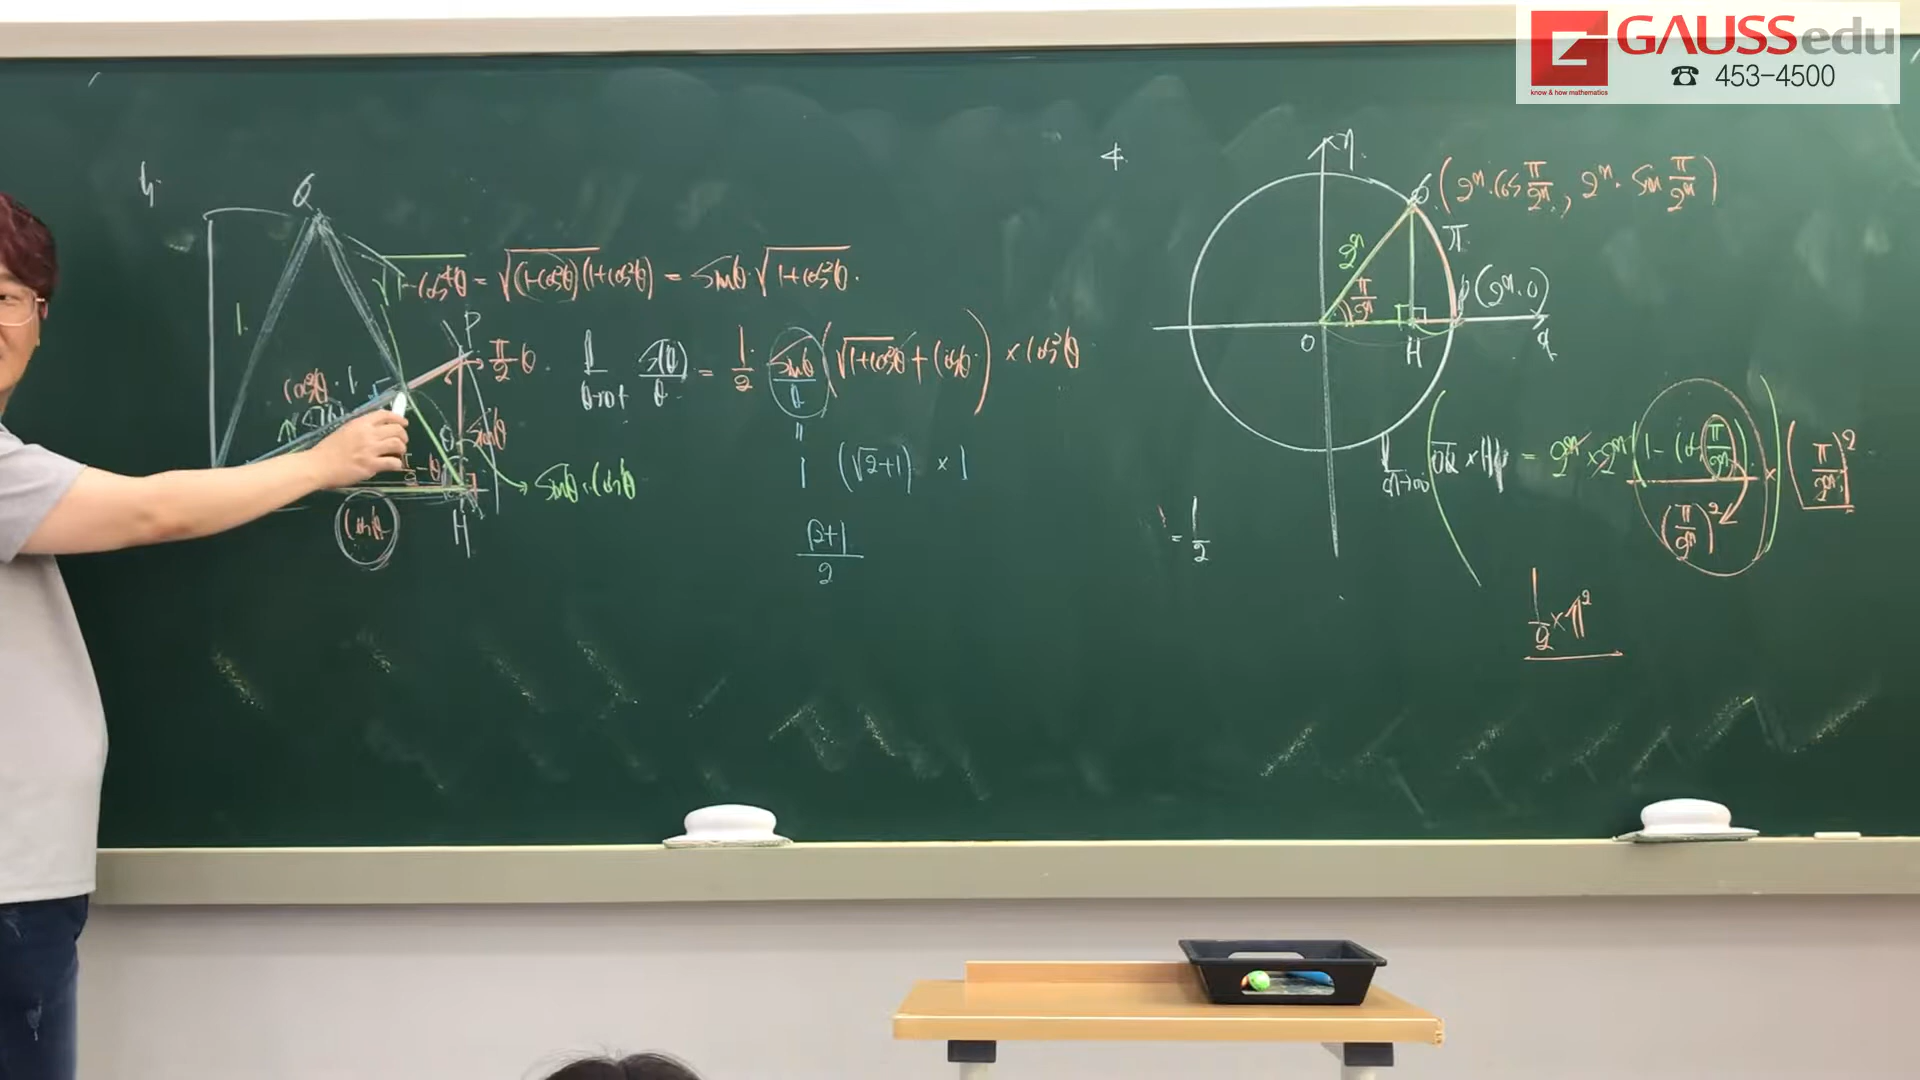 GAUSSedu
know & how mathematics
☎ 453-4500
4.
Q
1.
√(1-cos⁴θ) = √((1-cos²θ)(1+cos²θ)) = sinθ·√(1+cos²θ).
P
π/2-θ
cos²θ
sinθ
sinθ·cosθ
cosθ
H
lim θ→0+ S(θ)/θ = 1/2 · sinθ/θ (√(1+cos²θ) + cosθ) × cos²θ
"
1 (√2+1) × 1
(√2+1)/2
4.
y
Q (2ⁿ·cos π/2ⁿ, 2ⁿ·sin π/2ⁿ)
π
2ⁿ
π/2ⁿ
P(2ⁿ, 0)
O
H
x
lim n→∞ (OQ × HP) = 2ⁿ × 2ⁿ (1 - cos π/2ⁿ) / (π/2ⁿ)² × (π/2ⁿ)²
= 1/2
1/2 × π²